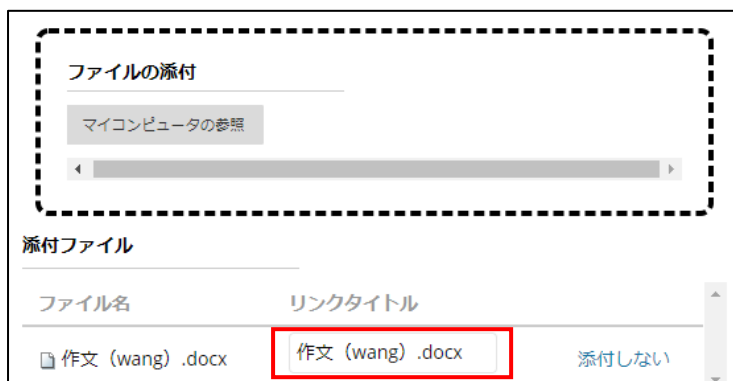 ファイルの添付
マイコンピュータの参照
添付ファイル
ファイル名 リンクタイトル
作文（wang）.docx 作文（wang）.docx 添付しない